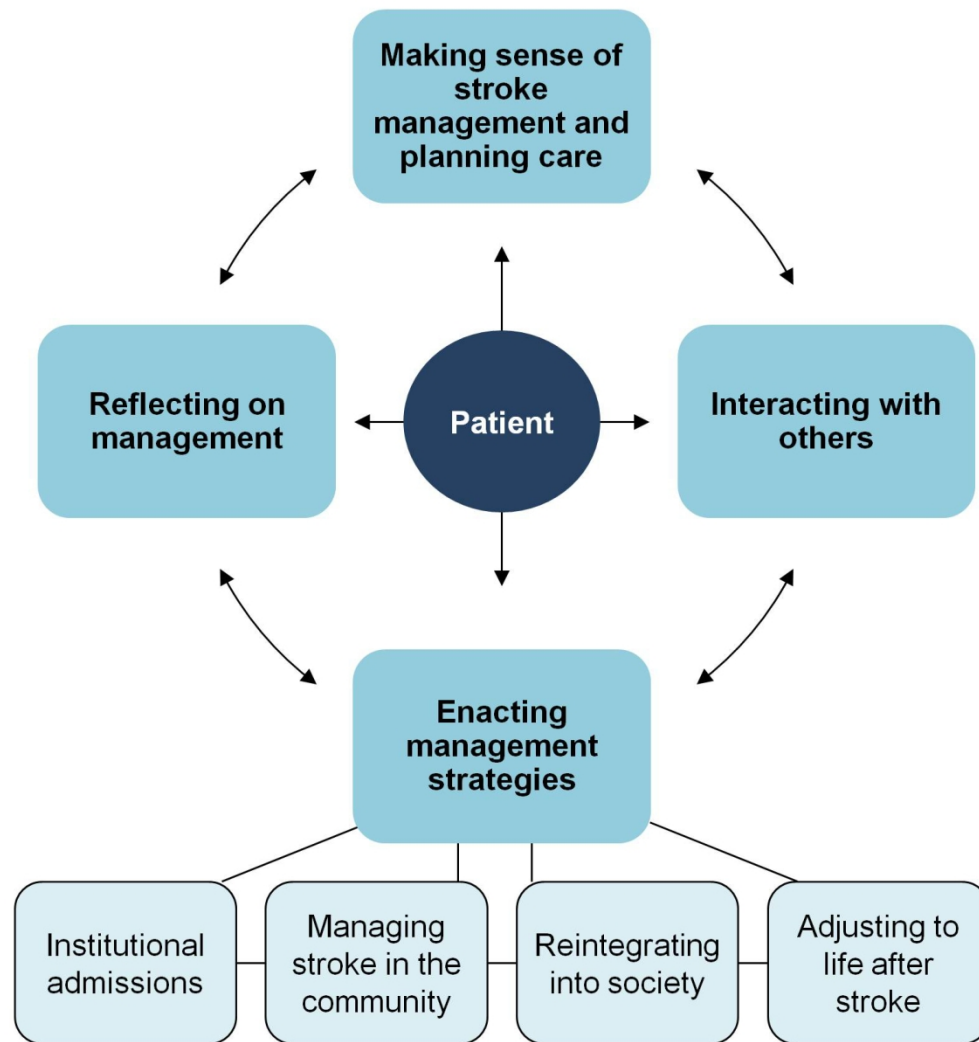 Making sense of
stroke
management and
planning care
Reflecting on
management
Patient
Interacting with
others
Enacting
management
strategies
Institutional
admissions
Managing
stroke in the
community
Reintegrating
into society
Adjusting to
life after
stroke